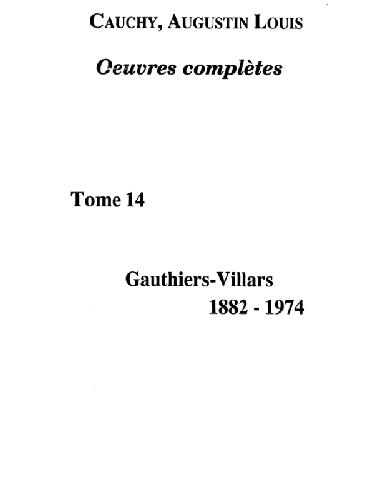 CAUCHY, AUGUSTIN LOUIS
Oeuvres complètes
Tome 14
Gauthiers-Villars
1882 - 1974